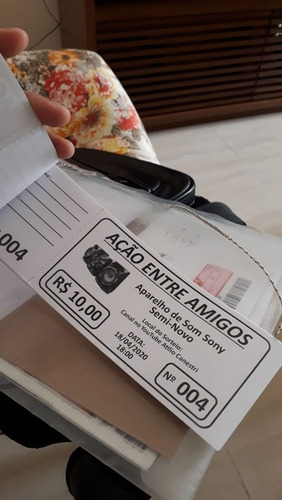 AÇÃO ENTRE AMIGOS
Aparelho de Som Sony
Semi-Novo
Local do Sorteio:
Canal no YouTube Atílio Canestri
DATA:
18/04/2020
18:00
R$ 10,00
Nº 004
004